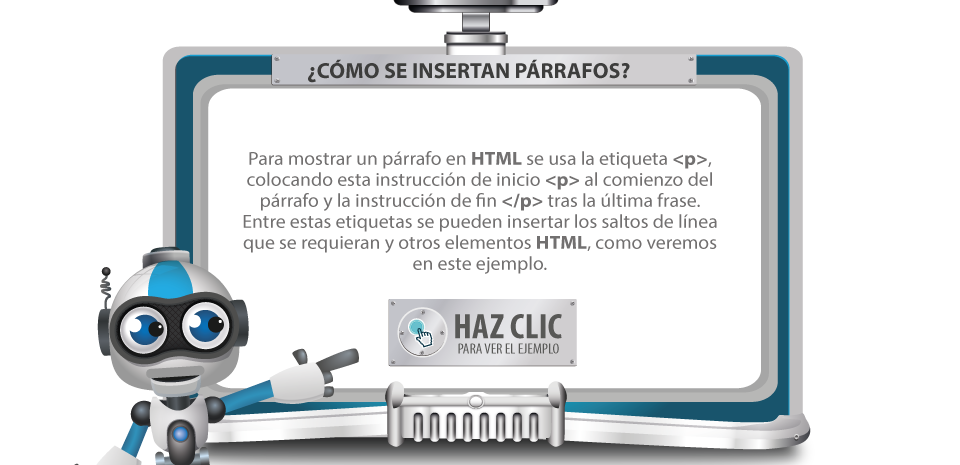 ¿CÓMO SE INSERTAN PÁRRAFOS?
Para mostrar un párrafo en HTML se usa la etiqueta <p>,
colocando esta instrucción de inicio <p> al comienzo del
párrafo y la instrucción de fin </p> tras la última frase.
Entre estas etiquetas se pueden insertar los saltos de línea
que se requieran y otros elementos HTML, como veremos
en este ejemplo.
HAZ CLIC
PARA VER EL EJEMPLO